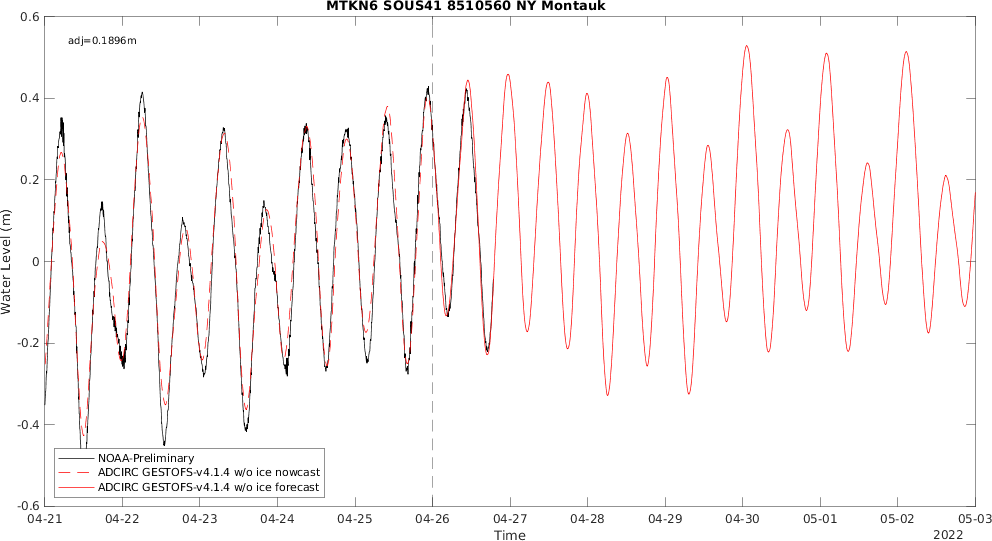 MTKN6 SOUS41 8510560 NY Montauk
adj=0.1896m
0.6
0.4
0.2
0
-0.2
-0.4
-0.6
Water Level (m)
NOAA-Preliminary
ADCIRC GESTOFS-v4.1.4 w/o ice nowcast
ADCIRC GESTOFS-v4.1.4 w/o ice forecast
04-21 04-22 04-23 04-24 04-25 04-26 04-27 04-28 04-29 04-30 05-01 05-02 05-03
Time
2022